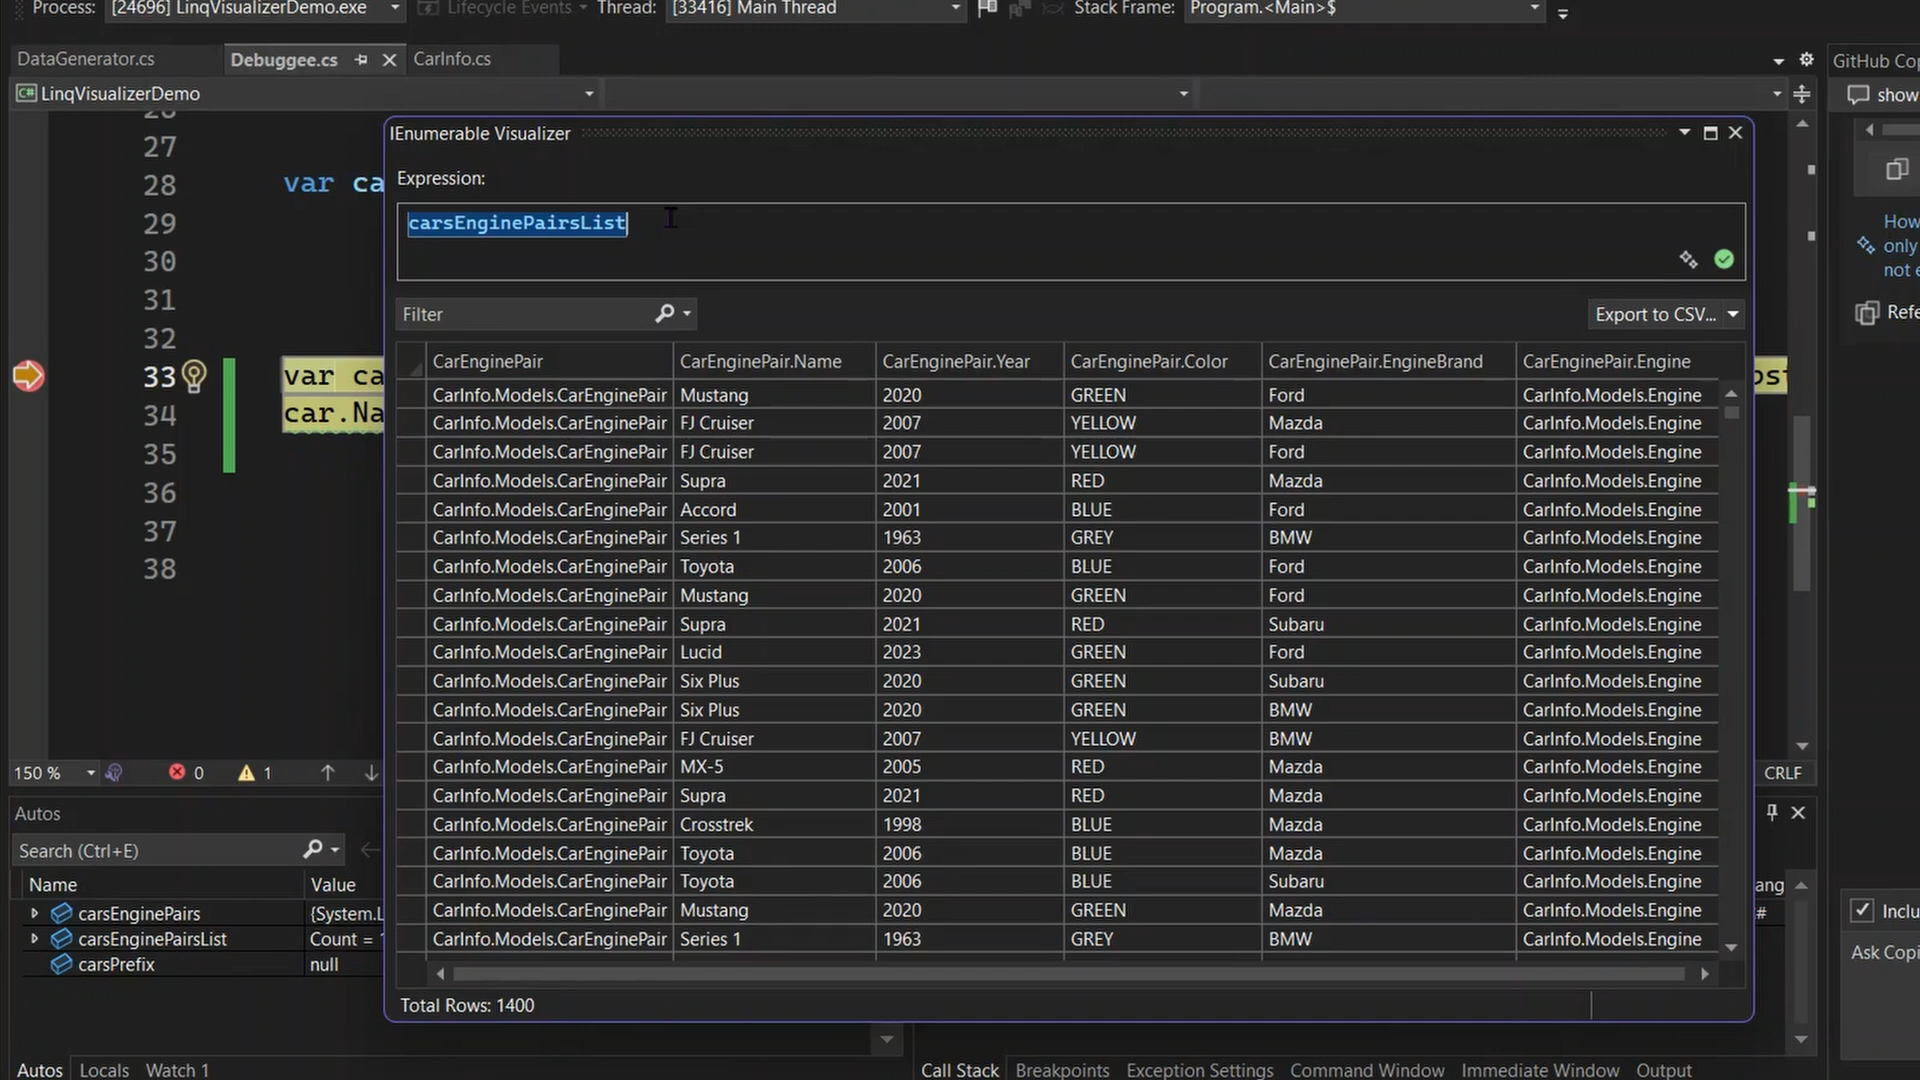 Process: [24696] LinqVisualizerDemo.exe Lifecycle Events Thread: [33416] Main Thread Stack Frame: Program.<Main>$
DataGenerator.cs Debuggee.cs CarInfo.cs GitHub Cop
LinqVisualizerDemo show
IEnumerable Visualizer
27
Expression:
28 var ca
carsEnginePairsList
29
How
only
not e
30
31
Filter Export to CSV...
Refe
32
CarEnginePair CarEnginePair.Name CarEnginePair.Year CarEnginePair.Color CarEnginePair.EngineBrand CarEnginePair.Engine
33 var ca
34 car.Na
35
36
37
38
CarInfo.Models.CarEnginePair Mustang 2020 GREEN Ford CarInfo.Models.Engine
CarInfo.Models.CarEnginePair FJ Cruiser 2007 YELLOW Mazda CarInfo.Models.Engine
CarInfo.Models.CarEnginePair FJ Cruiser 2007 YELLOW Ford CarInfo.Models.Engine
CarInfo.Models.CarEnginePair Supra 2021 RED Mazda CarInfo.Models.Engine
CarInfo.Models.CarEnginePair Accord 2001 BLUE Ford CarInfo.Models.Engine
CarInfo.Models.CarEnginePair Series 1 1963 GREY BMW CarInfo.Models.Engine
CarInfo.Models.CarEnginePair Toyota 2006 BLUE Ford CarInfo.Models.Engine
CarInfo.Models.CarEnginePair Mustang 2020 GREEN Ford CarInfo.Models.Engine
CarInfo.Models.CarEnginePair Supra 2021 RED Subaru CarInfo.Models.Engine
CarInfo.Models.CarEnginePair Lucid 2023 GREEN Ford CarInfo.Models.Engine
CarInfo.Models.CarEnginePair Six Plus 2020 GREEN Subaru CarInfo.Models.Engine
CarInfo.Models.CarEnginePair Six Plus 2020 GREEN BMW CarInfo.Models.Engine
CarInfo.Models.CarEnginePair FJ Cruiser 2007 YELLOW BMW CarInfo.Models.Engine
CarInfo.Models.CarEnginePair MX-5 2005 RED Mazda CarInfo.Models.Engine
CarInfo.Models.CarEnginePair Supra 2021 RED Mazda CarInfo.Models.Engine
CarInfo.Models.CarEnginePair Crosstrek 1998 BLUE Mazda CarInfo.Models.Engine
CarInfo.Models.CarEnginePair Toyota 2006 BLUE Mazda CarInfo.Models.Engine
CarInfo.Models.CarEnginePair Toyota 2006 BLUE Subaru CarInfo.Models.Engine
CarInfo.Models.CarEnginePair Mustang 2020 GREEN Mazda CarInfo.Models.Engine
CarInfo.Models.CarEnginePair Series 1 1963 GREY BMW CarInfo.Models.Engine
Total Rows: 1400
150 % 0 1 CRLF
Autos
Search (Ctrl+E)
Name Value ang
carsEnginePairs {System.L # Inclu
carsEnginePairsList Count =
carsPrefix null
Ask Copi
Autos Locals Watch 1 Call Stack Breakpoints Exception Settings Command Window Immediate Window Output